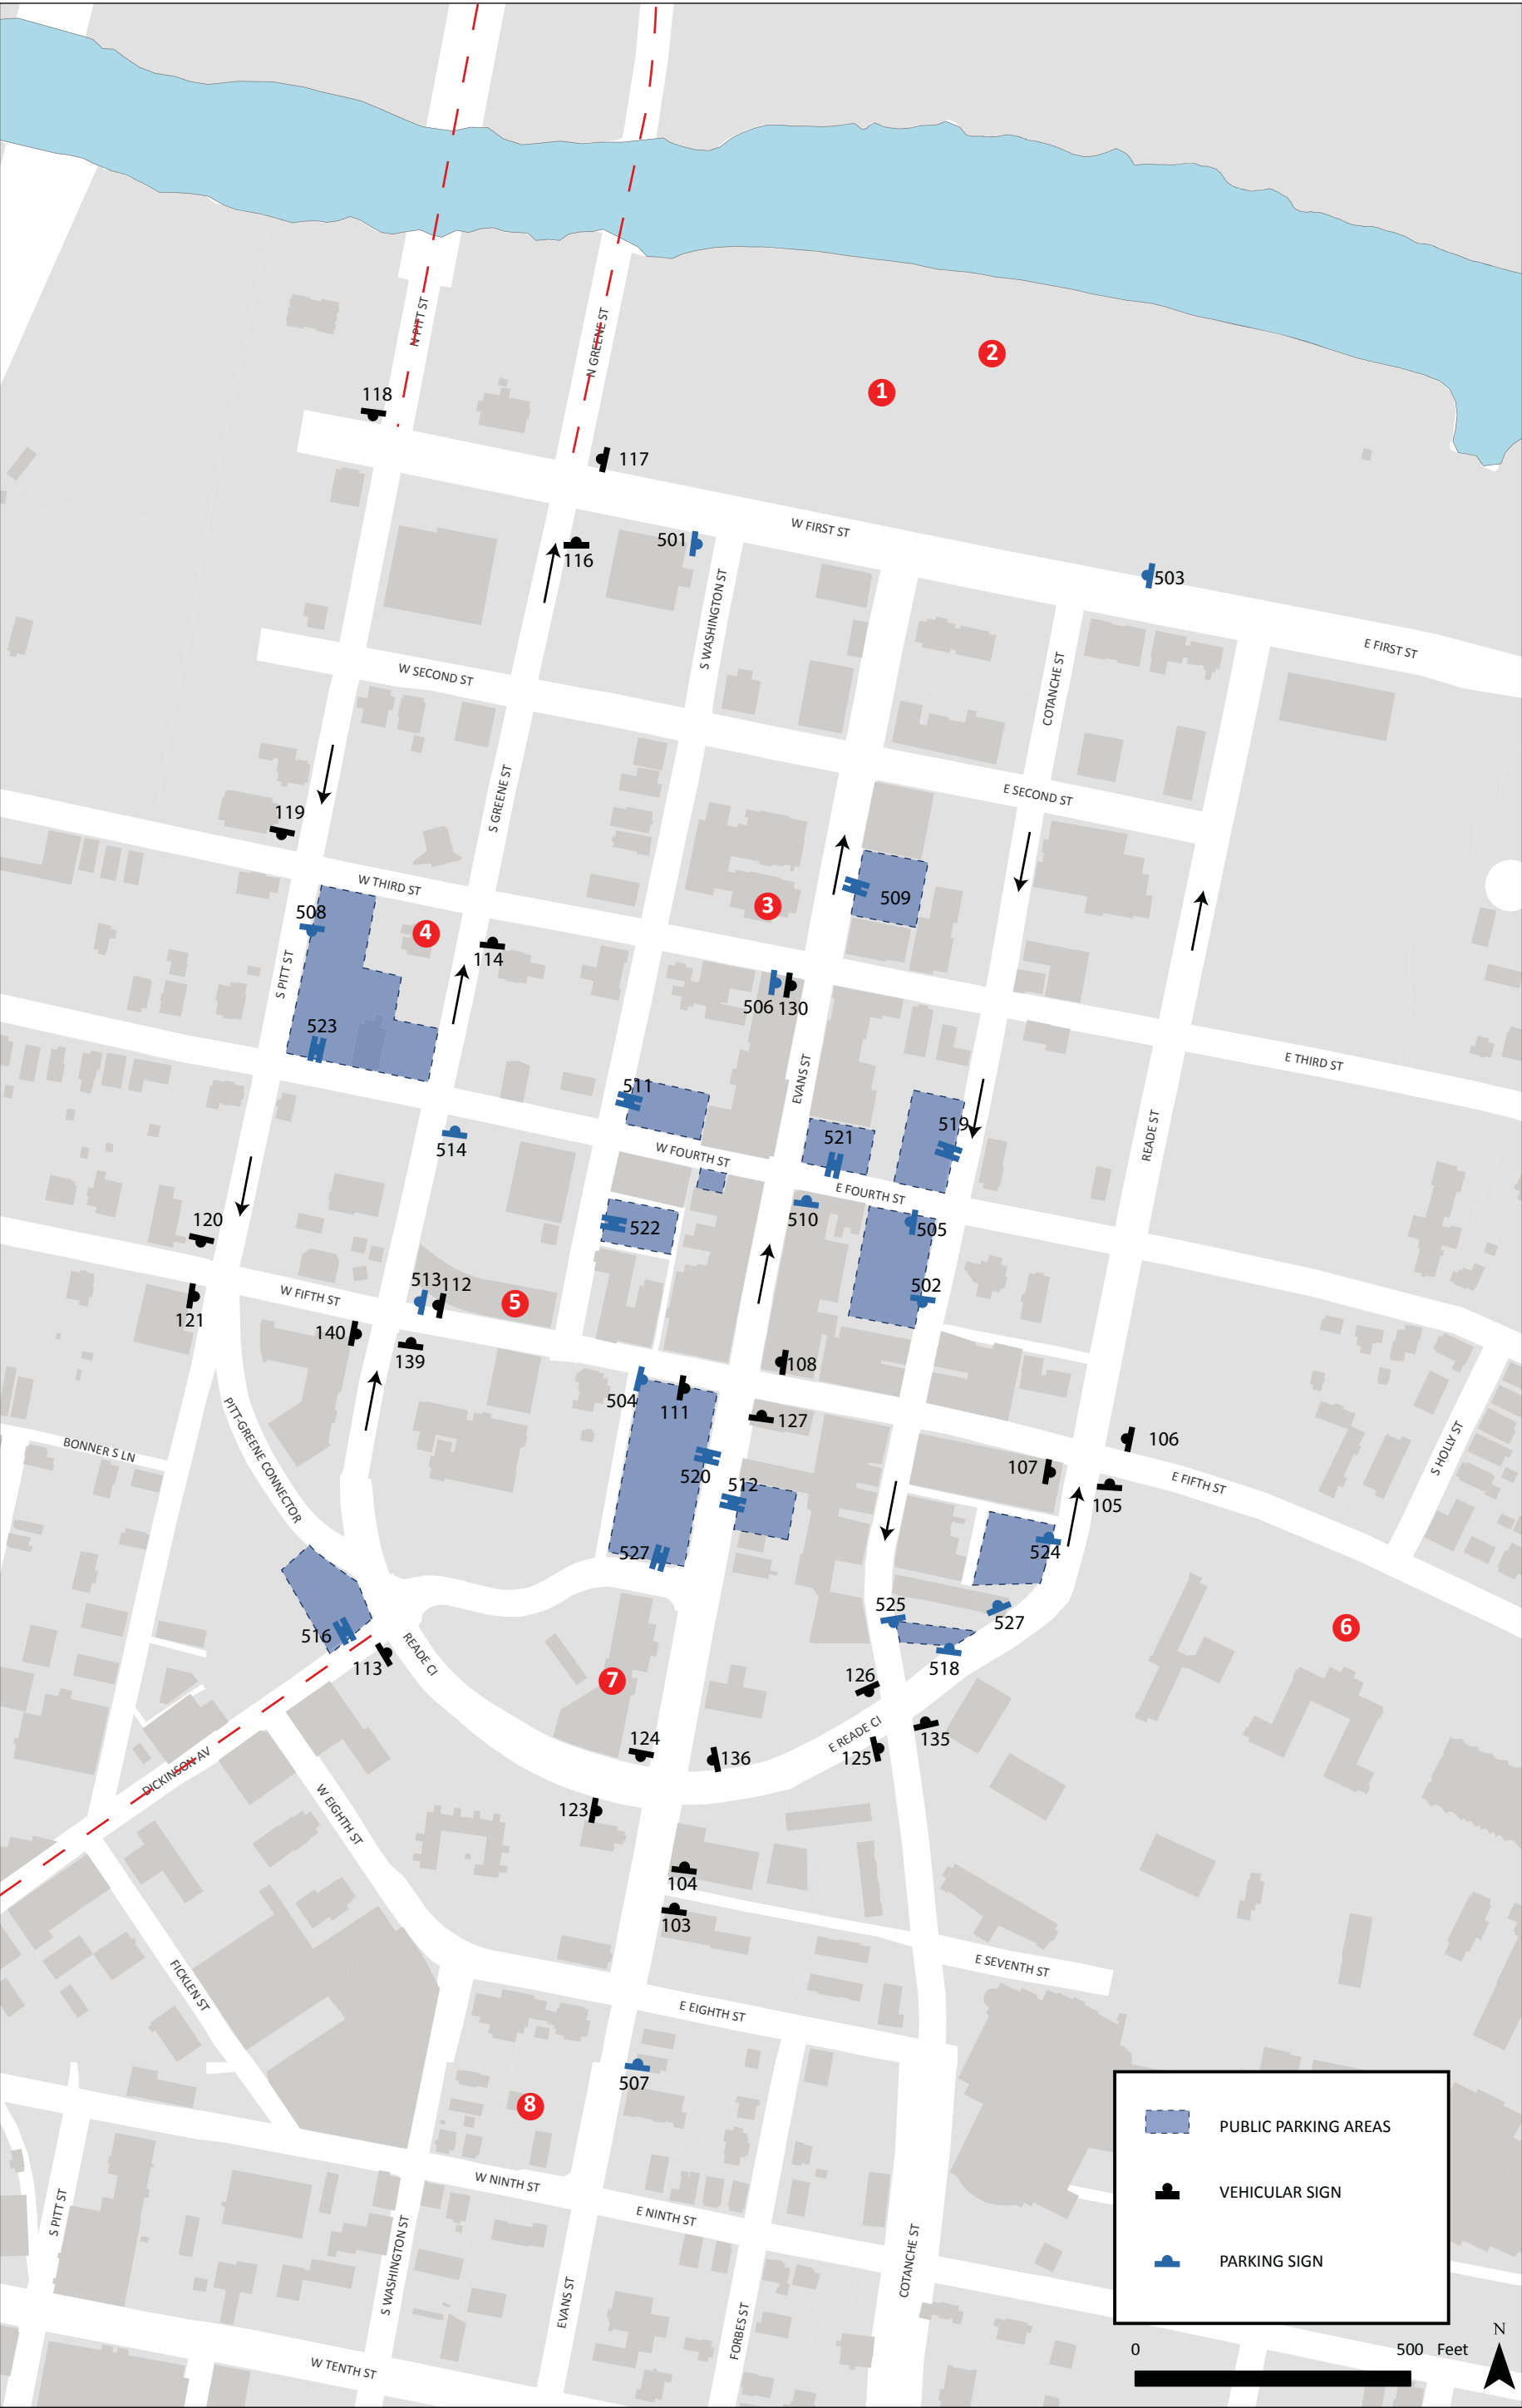 N PITT ST
N GREENE ST
2
1
118
117
W FIRST ST
501
116
503
S WASHINGTON ST
E FIRST ST
COTANCHE ST
W SECOND ST
S GREENE ST
E SECOND ST
119
W THIRD ST
509
3
508
4
114
S PITT ST
506
130
523
E THIRD ST
EVANS ST
511
519
READE ST
521
514
W FOURTH ST
E FOURTH ST
510
120
522
505
513
112
502
W FIFTH ST
5
121
140
139
108
504
111
127
PITT-GREENE CONNECTOR
106
BONNER S LN
S HOLLY ST
107
520
E FIFTH ST
512
105
527
524
525
527
516
READE CI
6
113
518
7
126
E READE CI
124
135
136
125
DICKINSON AV
W EIGHTH ST
123
104
103
E SEVENTH ST
FICKLEN ST
E EIGHTH ST
507
8
PUBLIC PARKING AREAS
W NINTH ST
VEHICULAR SIGN
S PITT ST
E NINTH ST
PARKING SIGN
S WASHINGTON ST
COTANCHE ST
EVANS ST
FORBES ST
N
0
500 Feet
W TENTH ST